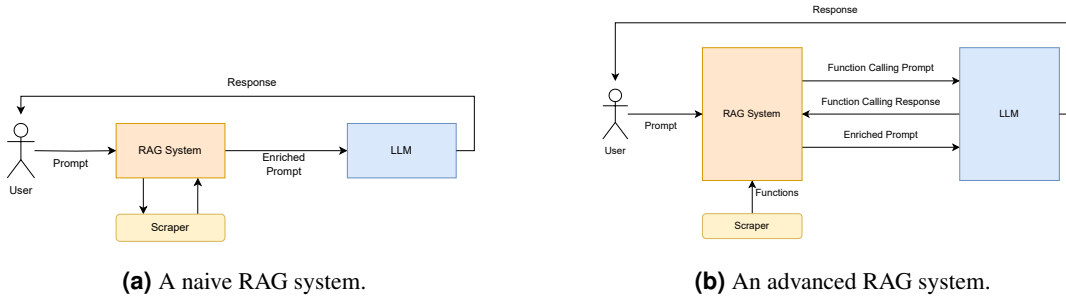 Response
User
Prompt
RAG System
Enriched
Prompt
LLM
Scraper
(a) A naive RAG system.
Response
User
Prompt
RAG System
Function Calling Prompt
Function Calling Response
Enriched Prompt
LLM
Functions
Scraper
(b) An advanced RAG system.